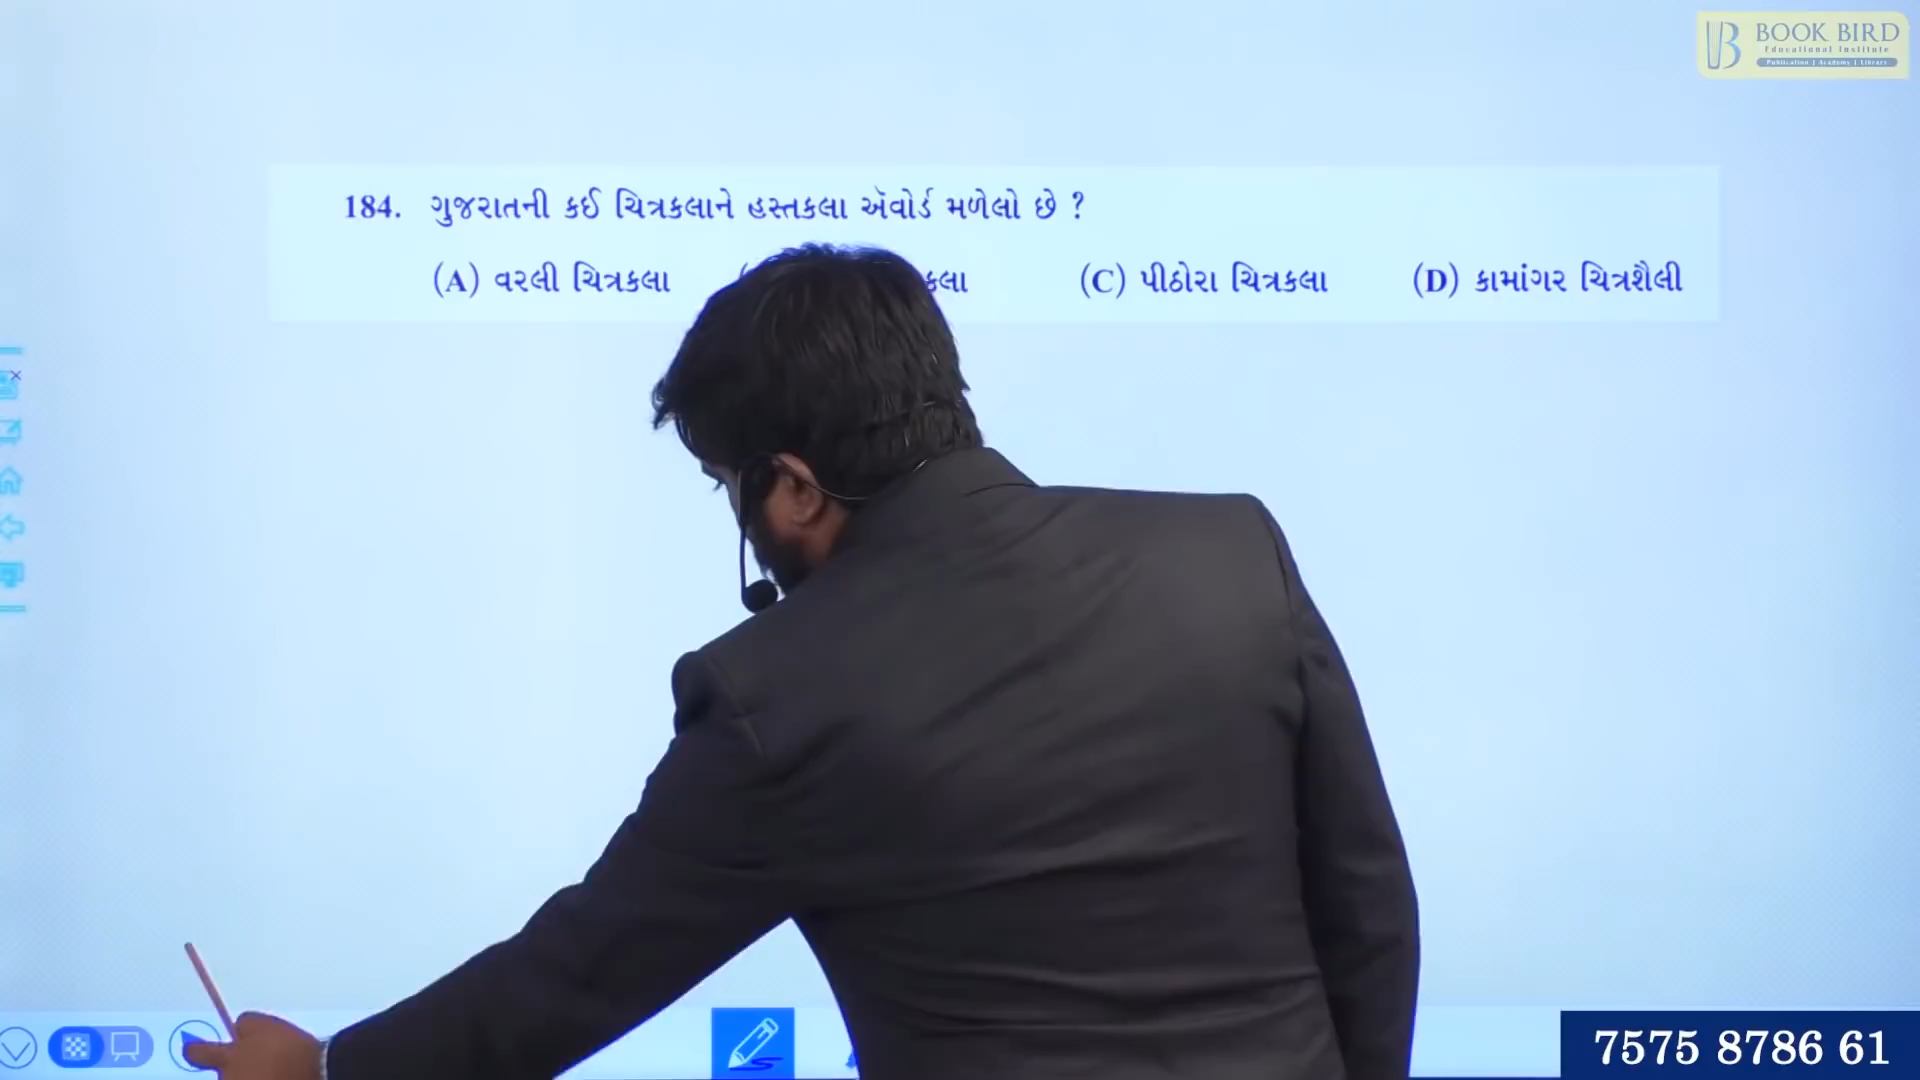 BOOK BIRD
Educational Institute
Publication | Academy | Library
184. ગુજરાતની કઈ ચિત્રકલાને હસ્તકલા ઍવોર્ડ મળેલો છે ?
(A) વરલી ચિત્રકલા
(C) પીઠોરા ચિત્રકલા
(D) કામાંગર ચિત્રશૈલી
7575 8786 61